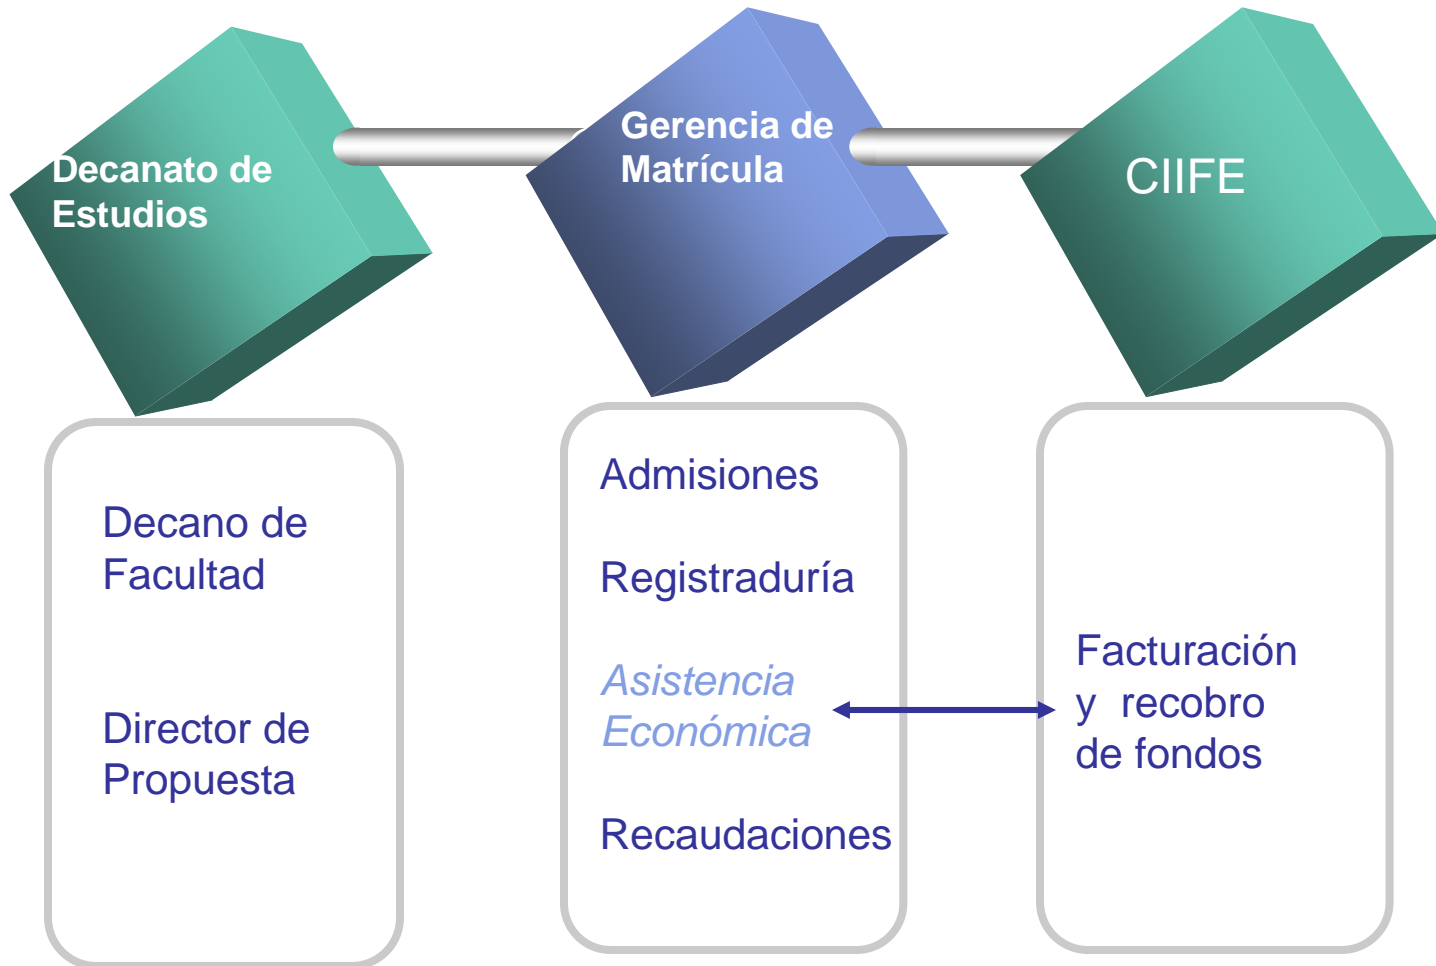 Decanato de
Estudios
Gerencia de
Matrícula
CIIFE
Decano de
Facultad
Director de
Propuesta
Admisiones
Registraduría
Asistencia
Económica
Recaudaciones
Facturación
y  recobro
de fondos